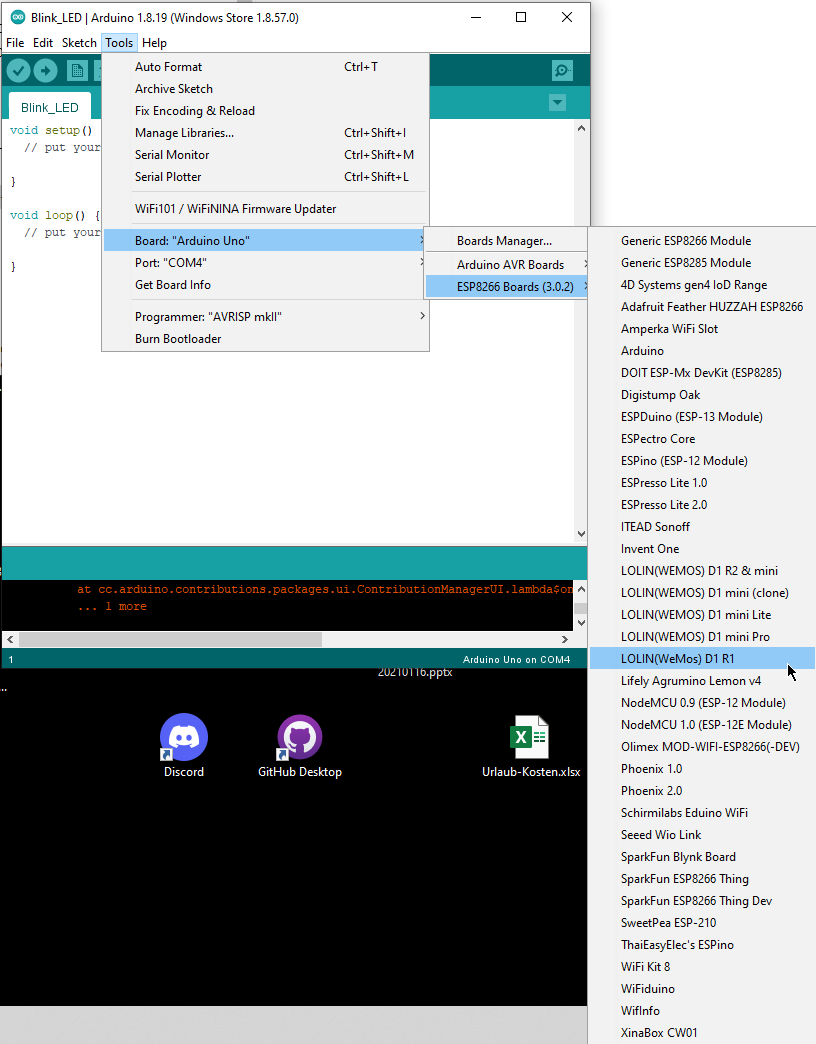 Blink_LED | Arduino 1.8.19 (Windows Store 1.8.57.0)
File Edit Sketch Tools Help
Blink_LED
void setup()
// put your
}
void loop() {
// put your
}
Auto Format Ctrl+T
Archive Sketch
Fix Encoding & Reload
Manage Libraries... Ctrl+Shift+I
Serial Monitor Ctrl+Shift+M
Serial Plotter Ctrl+Shift+L
WiFi101 / WiFiNINA Firmware Updater
Board: "Arduino Uno"
Port: "COM4"
Get Board Info
Programmer: "AVRISP mkII"
Burn Bootloader
Boards Manager...
Arduino AVR Boards
ESP8266 Boards (3.0.2)
Generic ESP8266 Module
Generic ESP8285 Module
4D Systems gen4 IoD Range
Adafruit Feather HUZZAH ESP8266
Amperka WiFi Slot
Arduino
DOIT ESP-Mx DevKit (ESP8285)
Digistump Oak
ESPDuino (ESP-13 Module)
ESPectro Core
ESPino (ESP-12 Module)
ESPresso Lite 1.0
ESPresso Lite 2.0
ITEAD Sonoff
Invent One
LOLIN(WEMOS) D1 R2 & mini
LOLIN(WEMOS) D1 mini (clone)
LOLIN(WEMOS) D1 mini Lite
LOLIN(WEMOS) D1 mini Pro
LOLIN(WeMos) D1 R1
Lifely Agrumino Lemon v4
NodeMCU 0.9 (ESP-12 Module)
NodeMCU 1.0 (ESP-12E Module)
Olimex MOD-WIFI-ESP8266(-DEV)
Phoenix 1.0
Phoenix 2.0
Schirmilabs Eduino WiFi
Seeed Wio Link
SparkFun Blynk Board
SparkFun ESP8266 Thing
SparkFun ESP8266 Thing Dev
SweetPea ESP-210
ThaiEasyElec's ESPino
WiFi Kit 8
WiFiduino
WifInfo
XinaBox CW01
at cc.arduino.contributions.packages.ui.ContributionManagerUI.lambda$on
... 1 more
1 Arduino Uno on COM4
20210116.pptx
...
Discord
GitHub Desktop
Urlaub-Kosten.xlsx